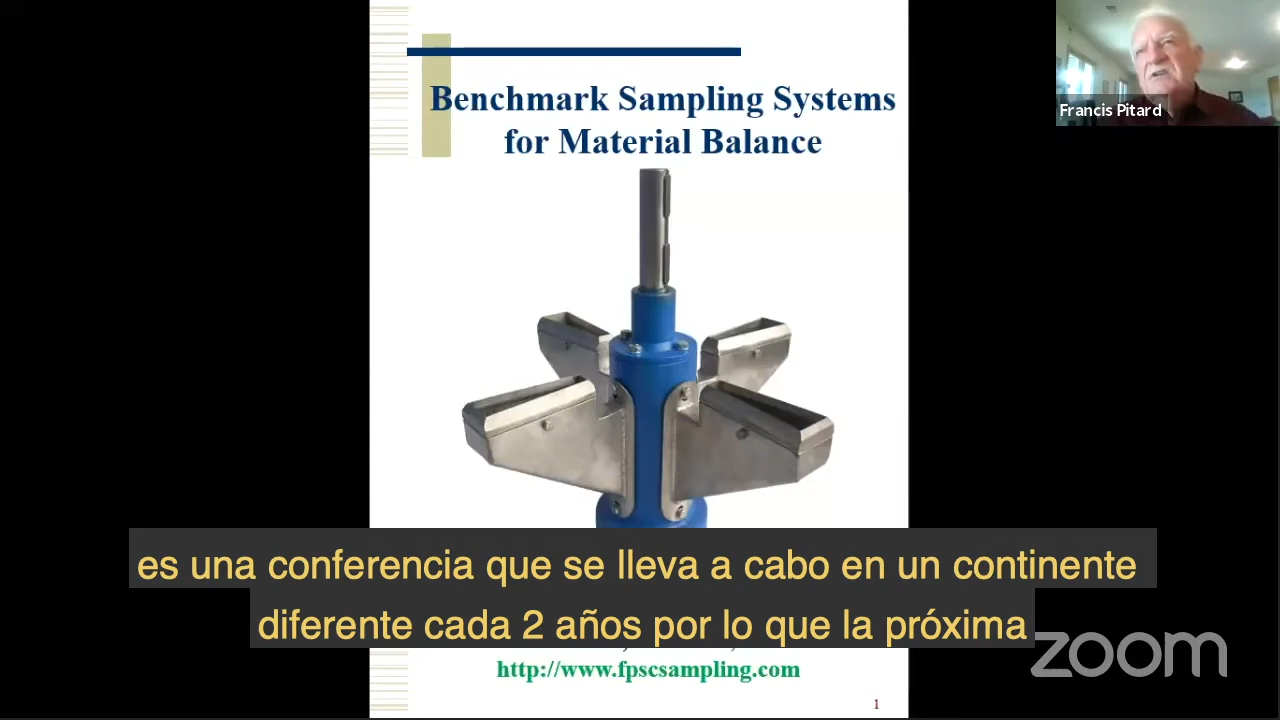 Benchmark Sampling Systems
for Material Balance
Francis Pitard
es una conferencia que se lleva a cabo en un continente
diferente cada 2 años por lo que la próxima
zoom
http://www.fpscsampling.com
1